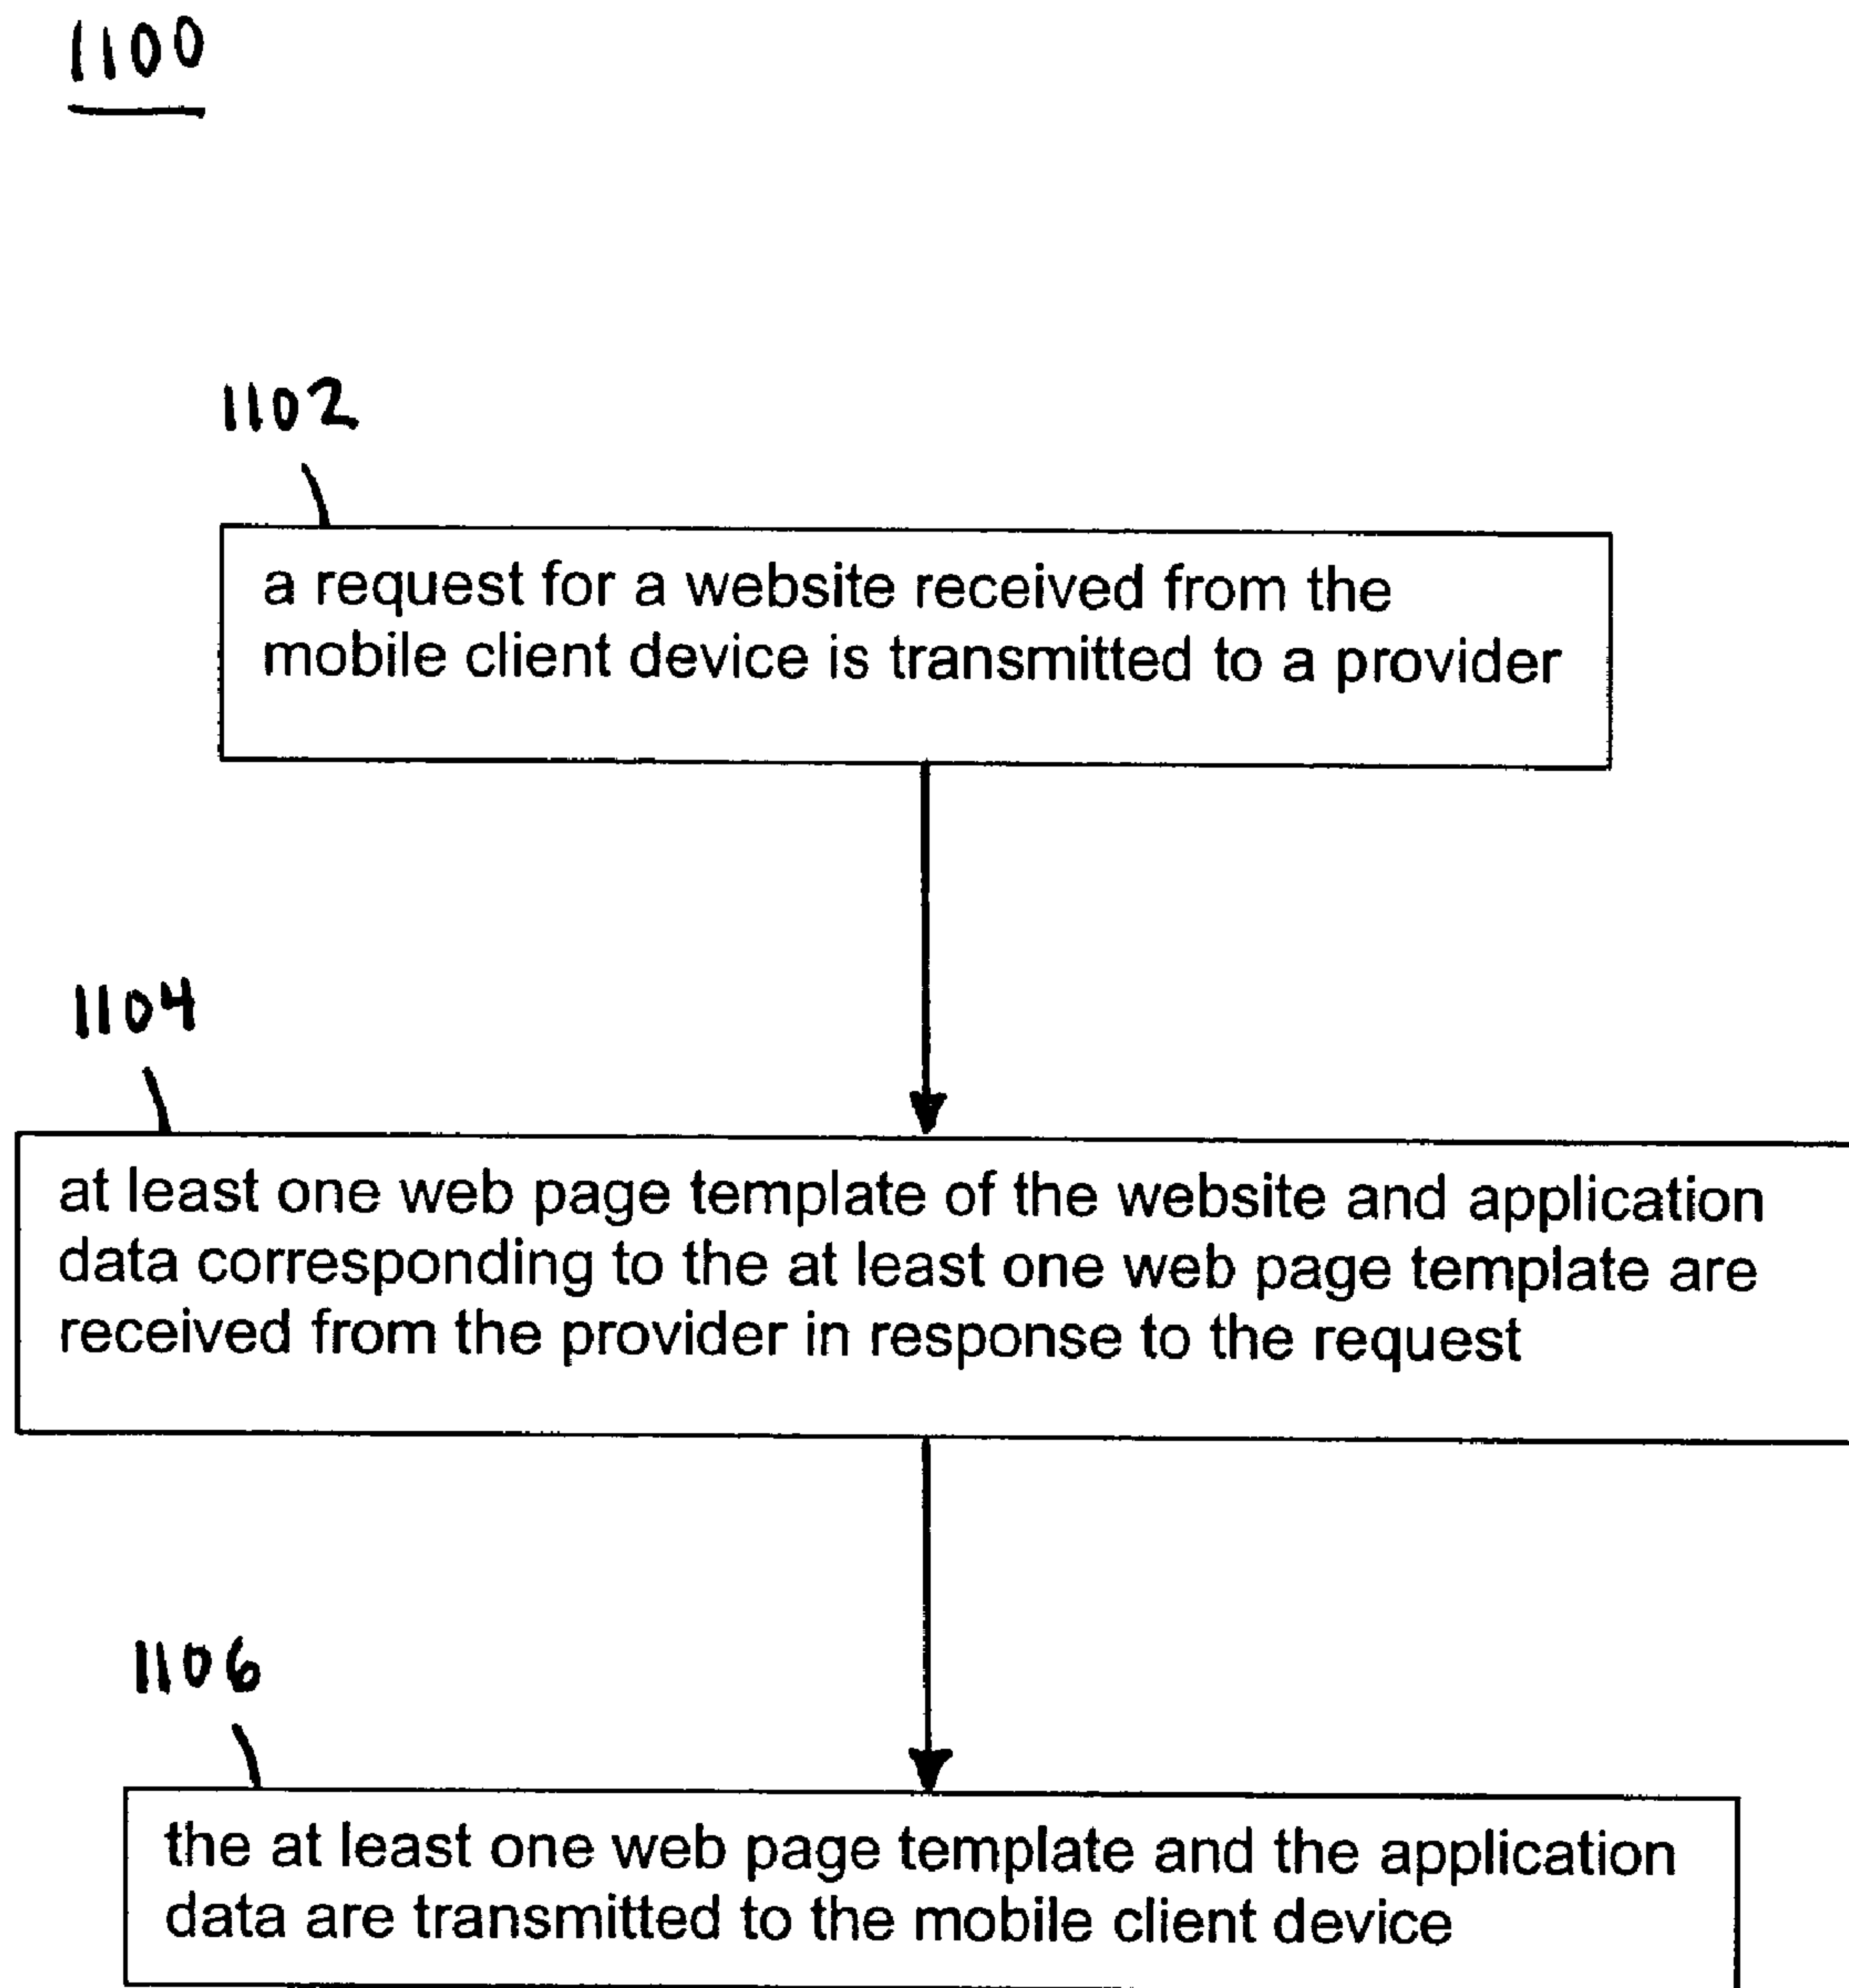 1100
1102
a request for a website received from the
mobile client device is transmitted to a provider
1104
at least one web page template of the website and application
data corresponding to the at least one web page template are
received from the provider in response to the request
1106
the at least one web page template and the application
data are transmitted to the mobile client device